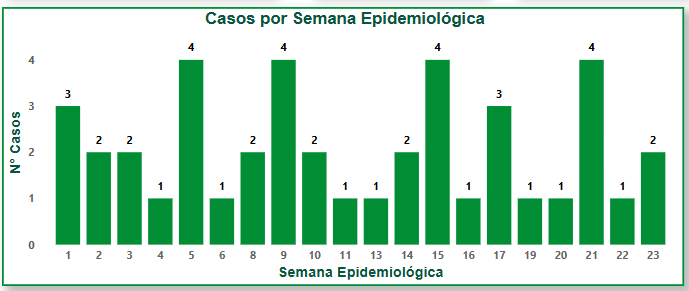 Casos por Semana Epidemiológica
4 4 4 4
4
3 3
3
2 2 2 2 2 2
2
1 1 1 1 1 1 1 1
1
0
N° Casos
1 2 3 4 5 6 8 9 10 11 13 14 15 16 17 19 20 21 22 23
Semana Epidemiológica